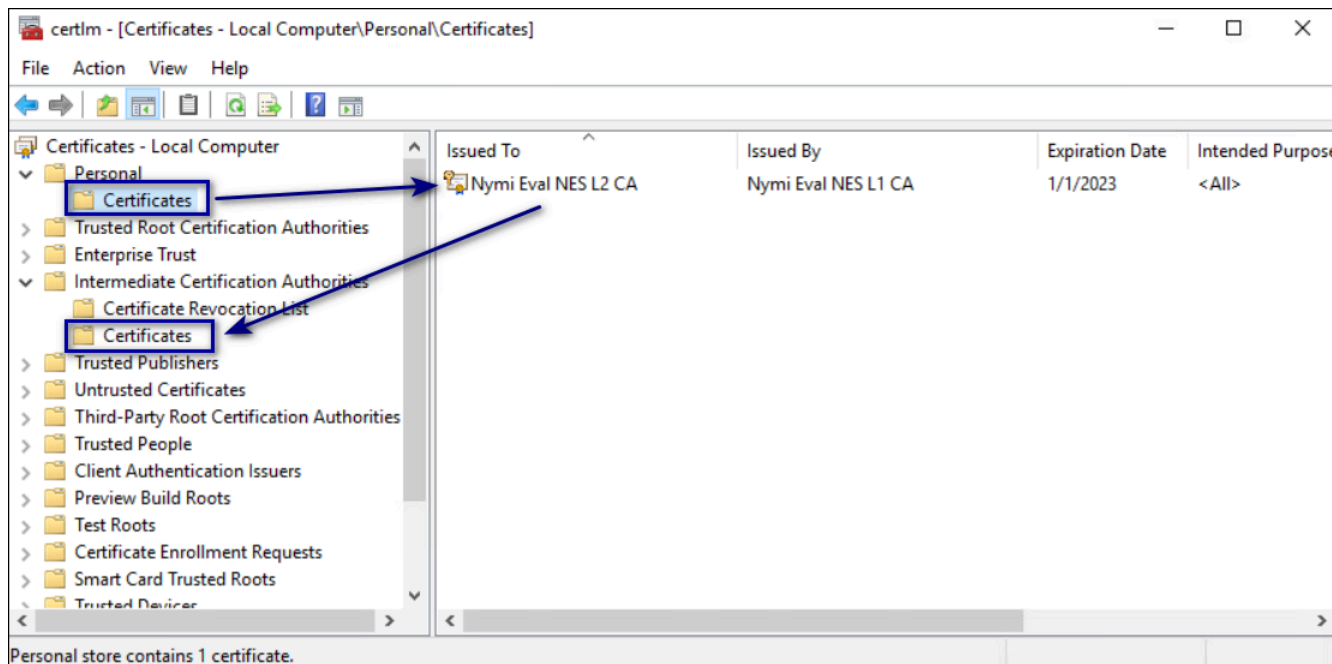 certlm - [Certificates - Local Computer\Personal\Certificates]
File Action View Help
Certificates - Local Computer
Personal
Certificates
Trusted Root Certification Authorities
Enterprise Trust
Intermediate Certification Authorities
Certificate Revocation List
Certificates
Trusted Publishers
Untrusted Certificates
Third-Party Root Certification Authorities
Trusted People
Client Authentication Issuers
Preview Build Roots
Test Roots
Certificate Enrollment Requests
Smart Card Trusted Roots
Trusted Devices
Issued To Issued By Expiration Date Intended Purpose
Nymi Eval NES L2 CA Nymi Eval NES L1 CA 1/1/2023 <All>
Personal store contains 1 certificate.